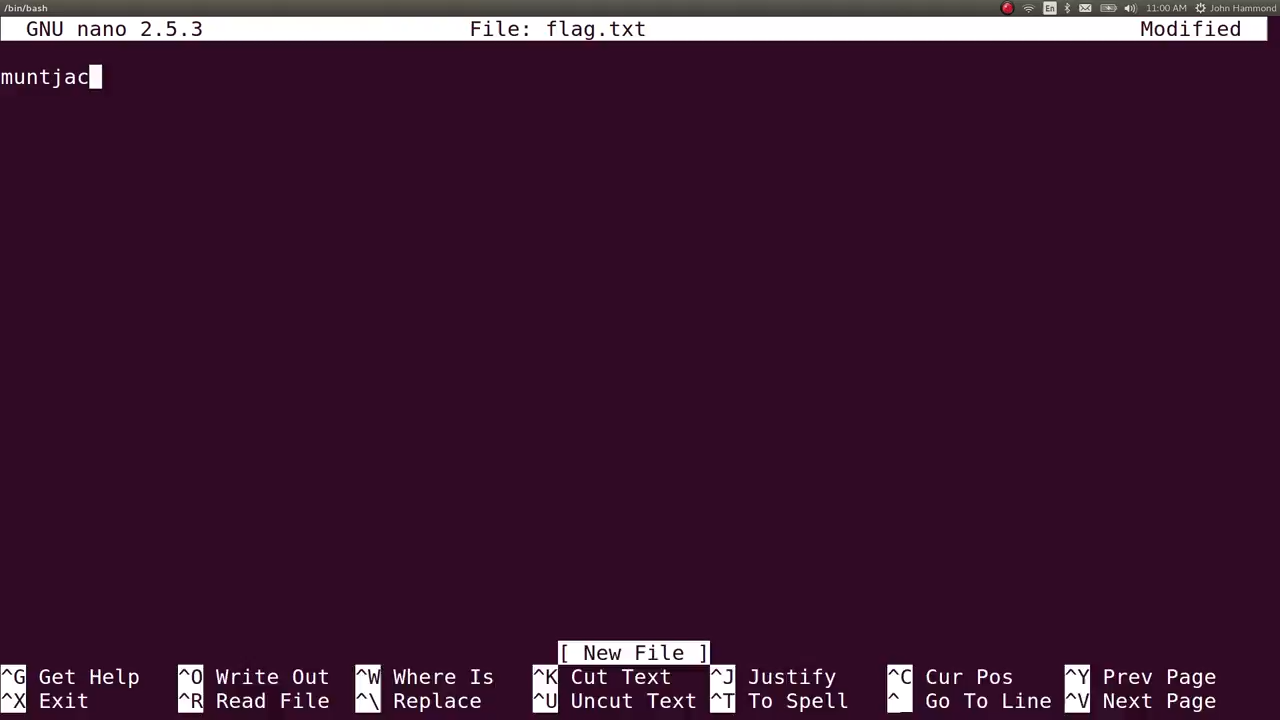 /bin/bash
En
11:00 AM
John Hammond
GNU nano 2.5.3 File: flag.txt Modified
muntjac
[ New File ]
^G Get Help ^O Write Out ^W Where Is ^K Cut Text ^J Justify ^C Cur Pos ^Y Prev Page
^X Exit ^R Read File ^\ Replace ^U Uncut Text ^T To Spell ^ Go To Line ^V Next Page